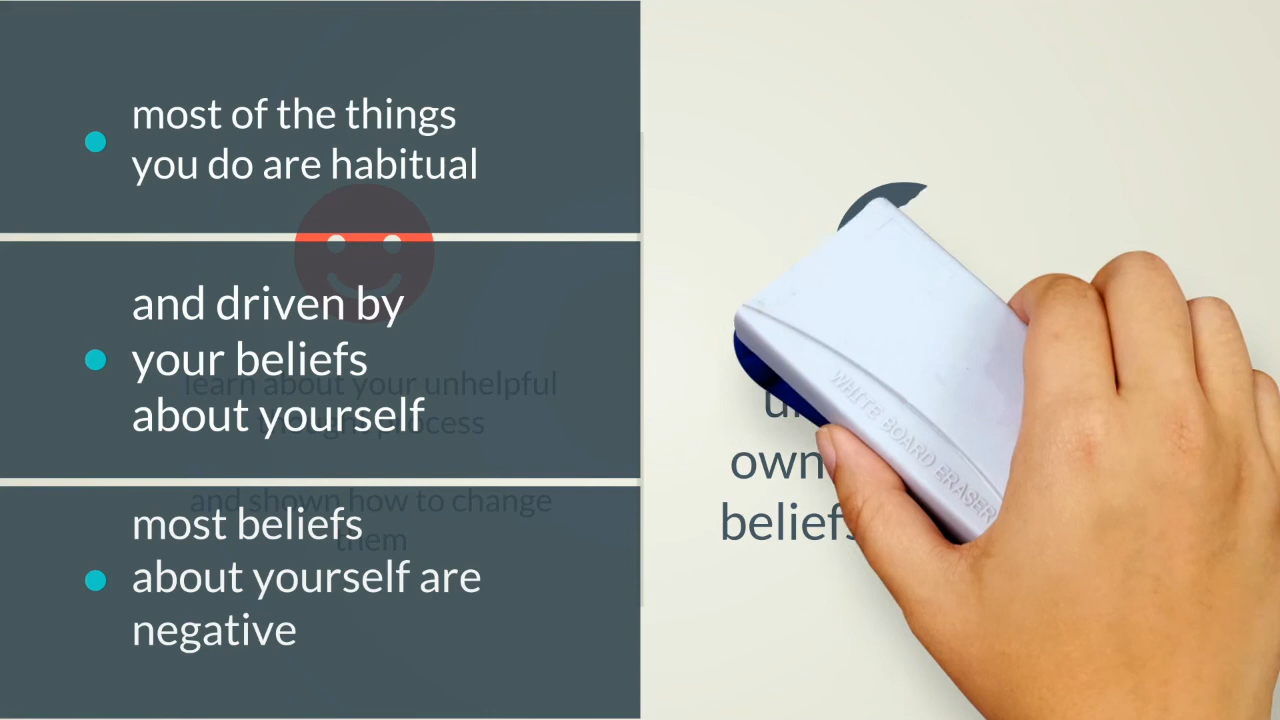 most of the things
you do are habitual
and driven by
your beliefs
about yourself
most beliefs
about yourself are
negative
learn about your unhelpful
process
and shown how to change
them
own
beliefs
WHITE BOARD ERASER